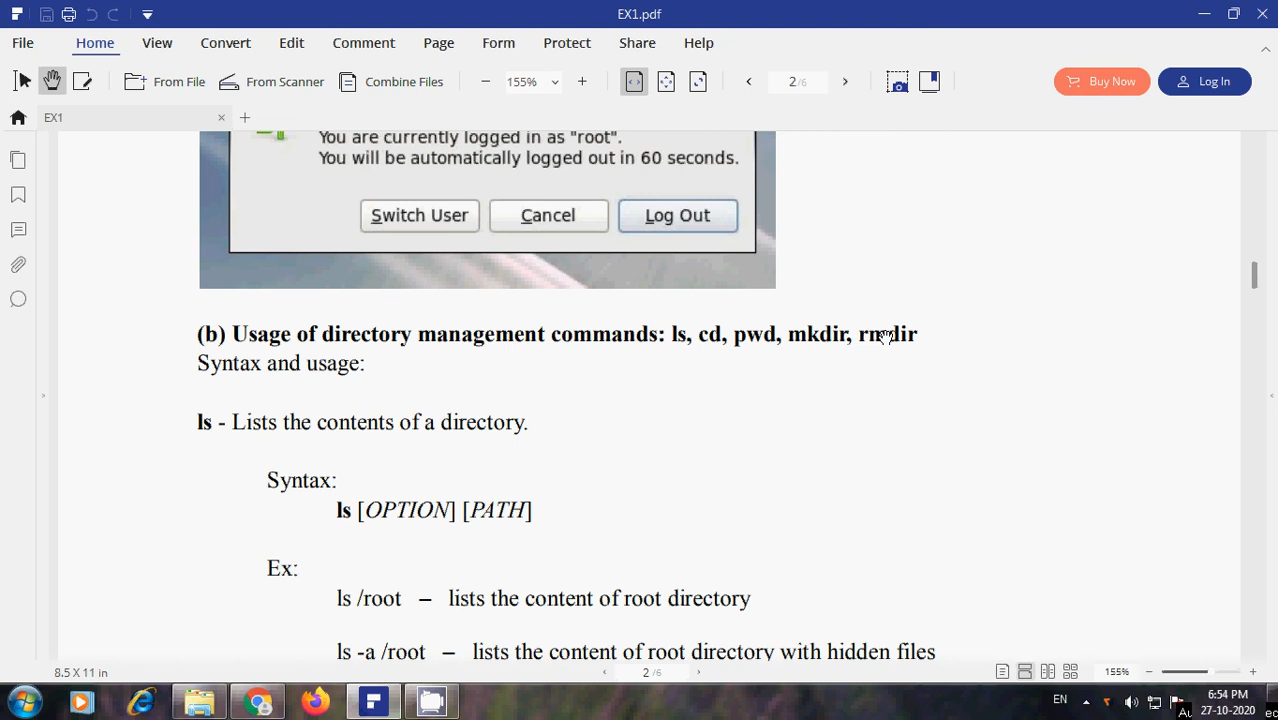 EX1.pdf
File Home View Convert Edit Comment Page Form Protect Share Help
From File From Scanner Combine Files 155% 2/6 Buy Now Log In
EX1
You are currently logged in as "root".
You will be automatically logged out in 60 seconds.
Switch User Cancel Log Out
(b) Usage of directory management commands: ls, cd, pwd, mkdir, rmdir
Syntax and usage:
ls - Lists the contents of a directory.
Syntax:
ls [OPTION] [PATH]
Ex:
ls /root – lists the content of root directory
ls -a /root – lists the content of root directory with hidden files
8.5 X 11 in 2/6 155%
EN 6:54 PM
27-10-2020